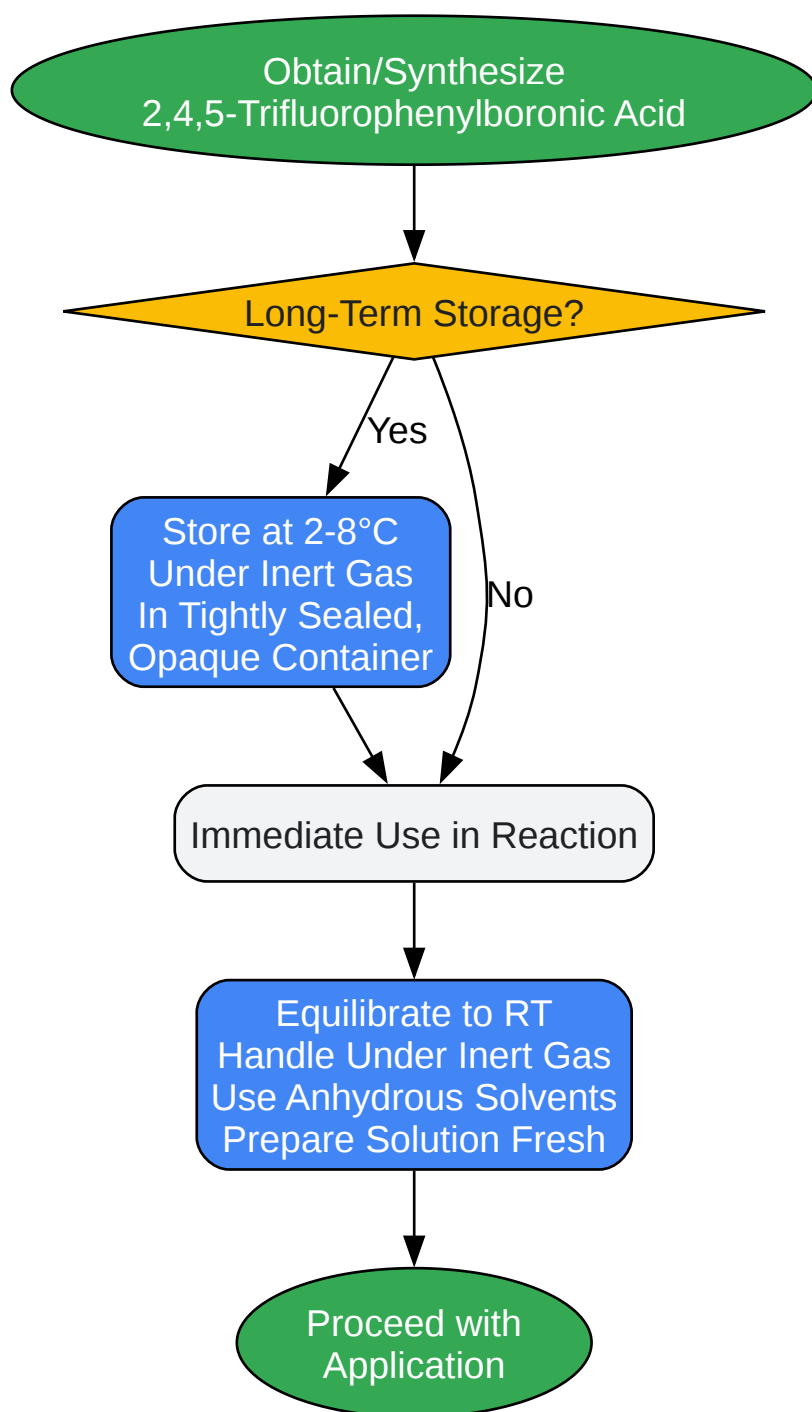 Obtain/Synthesize
2,4,5-Trifluorophenylboronic Acid
Long-Term Storage?
Yes
Store at 2-8°C
Under Inert Gas
In Tightly Sealed,
Opaque Container
No
Immediate Use in Reaction
Equilibrate to RT
Handle Under Inert Gas
Use Anhydrous Solvents
Prepare Solution Fresh
Proceed with
Application